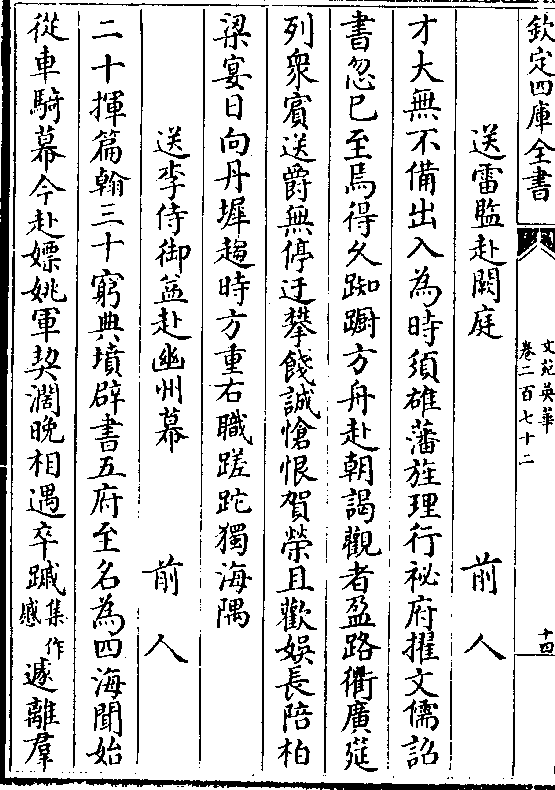 欽定四庫全書
文苑英華
卷二百七十二
十四
送雷監赴闕庭 前人
才大無不備出入為時須雄藩旌理行祕府擢文儒詔
書忽已至焉得久踟蹰方舟赴朝謁觀者盈路衢廣筵
列衆賓送爵無停迂攀餞誠愴恨賀榮且歡娛長陪柏
梁宴日向丹墀趨時方重右職蹉跎獨海隅
送李侍御益赴幽州幕 前人
二十揮篇翰三十窮典墳辟書五府至名為四海聞始
從車騎幕今赴嫖姚軍契濶晚相遇卒蹙集作慼遽離羣